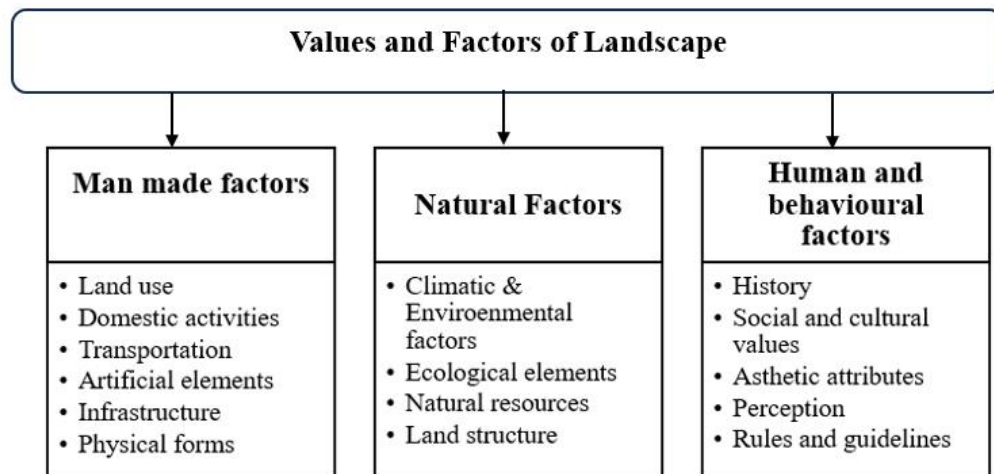 Values and Factors of Landscape
Man made factors
• Land use
• Domestic activities
• Transportation
• Artificial elements
• Infrastructure
• Physical forms
Natural Factors
• Climatic &
Enviroenmental
factors
• Ecological elements
• Natural resources
• Land structure
Human and
behavioural
factors
• History
• Social and cultural
values
• Asthetic attributes
• Perception
• Rules and guidelines